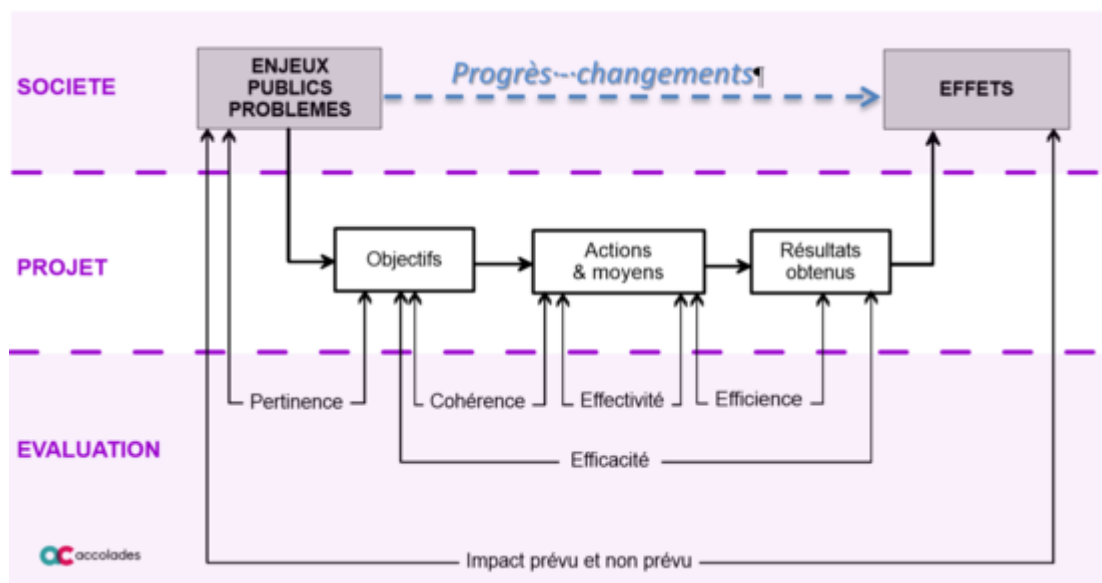 SOCIETE
ENJEUX
PUBLICS
PROBLEMES
Progrès-·-changements¶
EFFETS
PROJET
Objectifs
Actions
& moyens
Résultats
obtenus
EVALUATION
Pertinence
Cohérence
Effectivité
Efficience
Efficacité
Impact prévu et non prévu
ac accolades